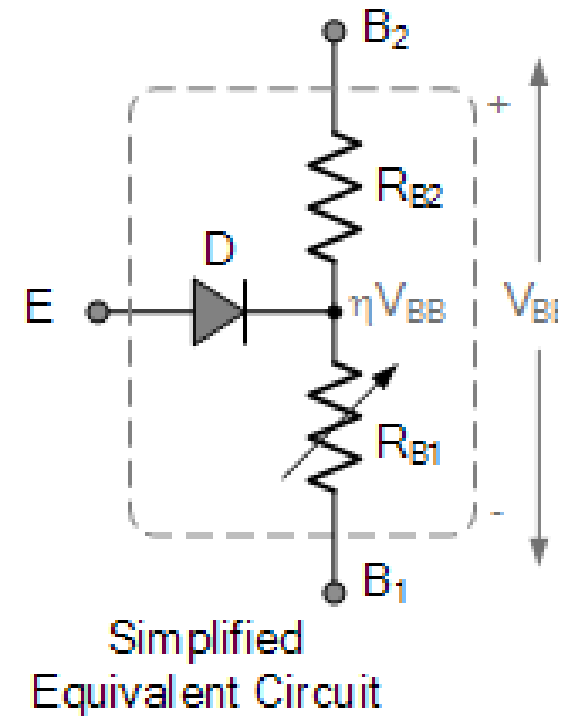 B2
+
RB2
D
E
ηVBB
RB1
-
B1
Simplified
Equivalent Circuit